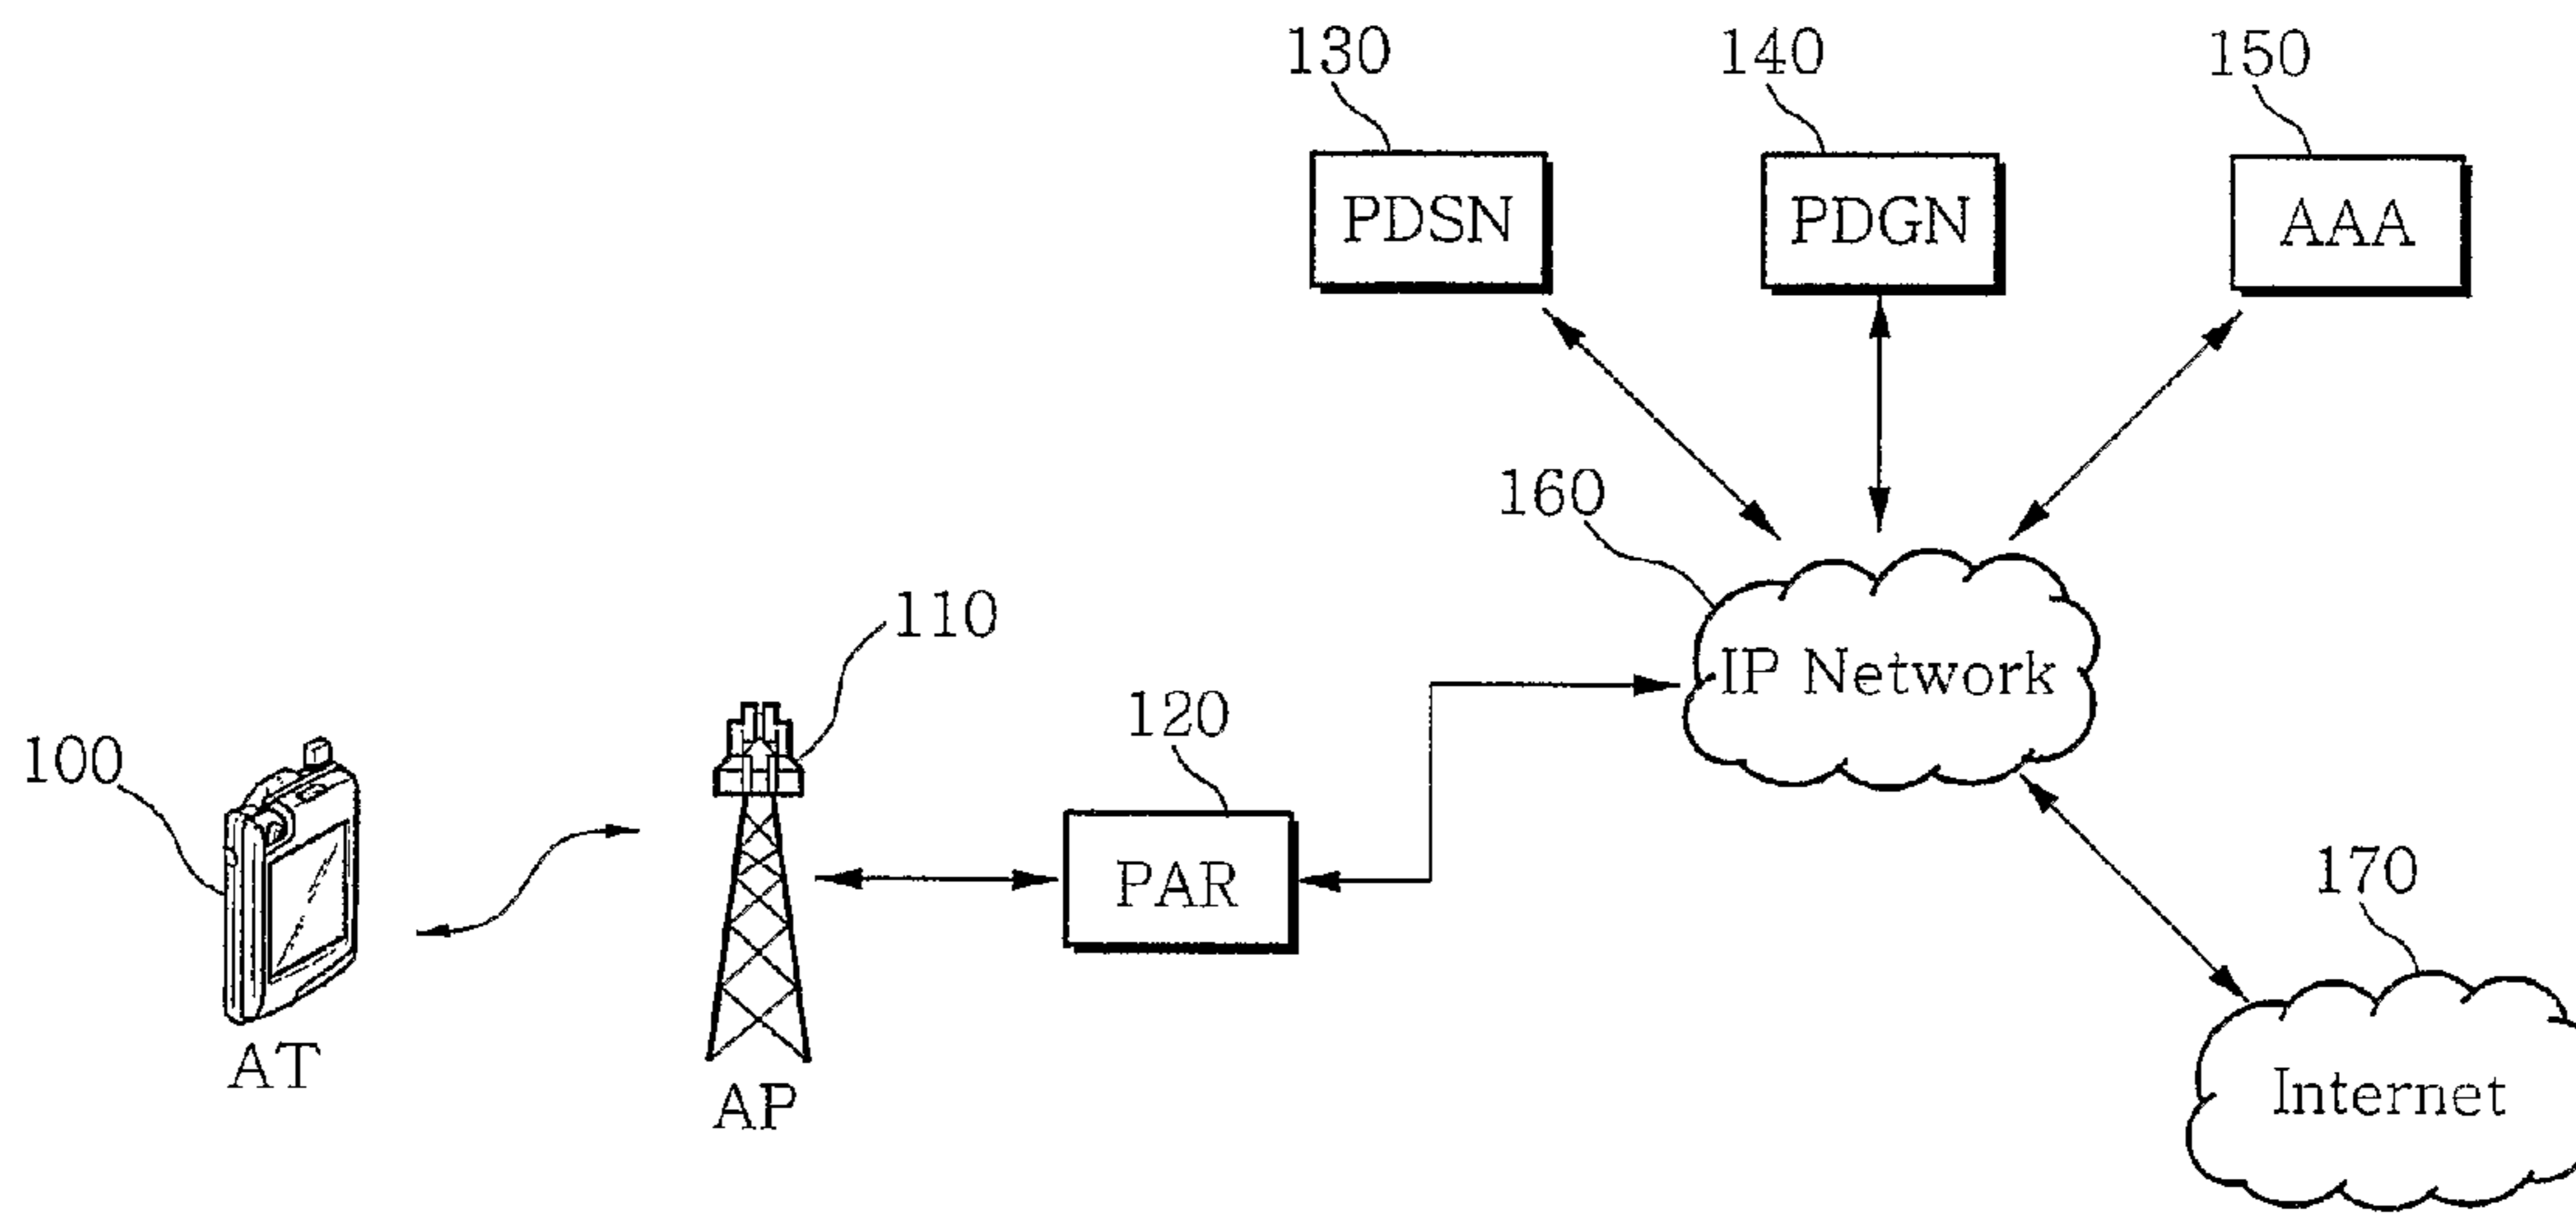 130
140
150
PDSN
PDGN
AAA
160
110
IP Network
120
100
PAR
170
AT
AP
Internet